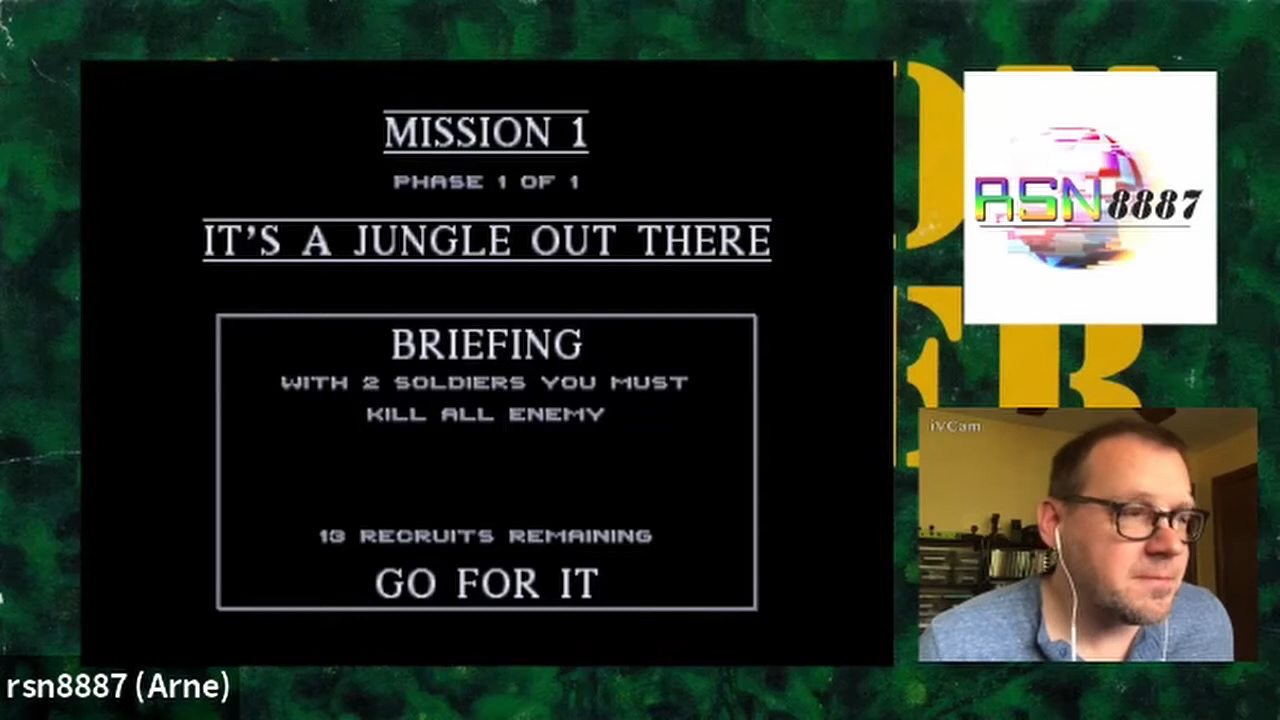 MISSION 1
PHASE 1 OF 1
IT'S A JUNGLE OUT THERE
BRIEFING
WITH 2 SOLDIERS YOU MUST
KILL ALL ENEMY
13 RECRUITS REMAINING
GO FOR IT
RSN8887
iVCam
rsn8887 (Arne)